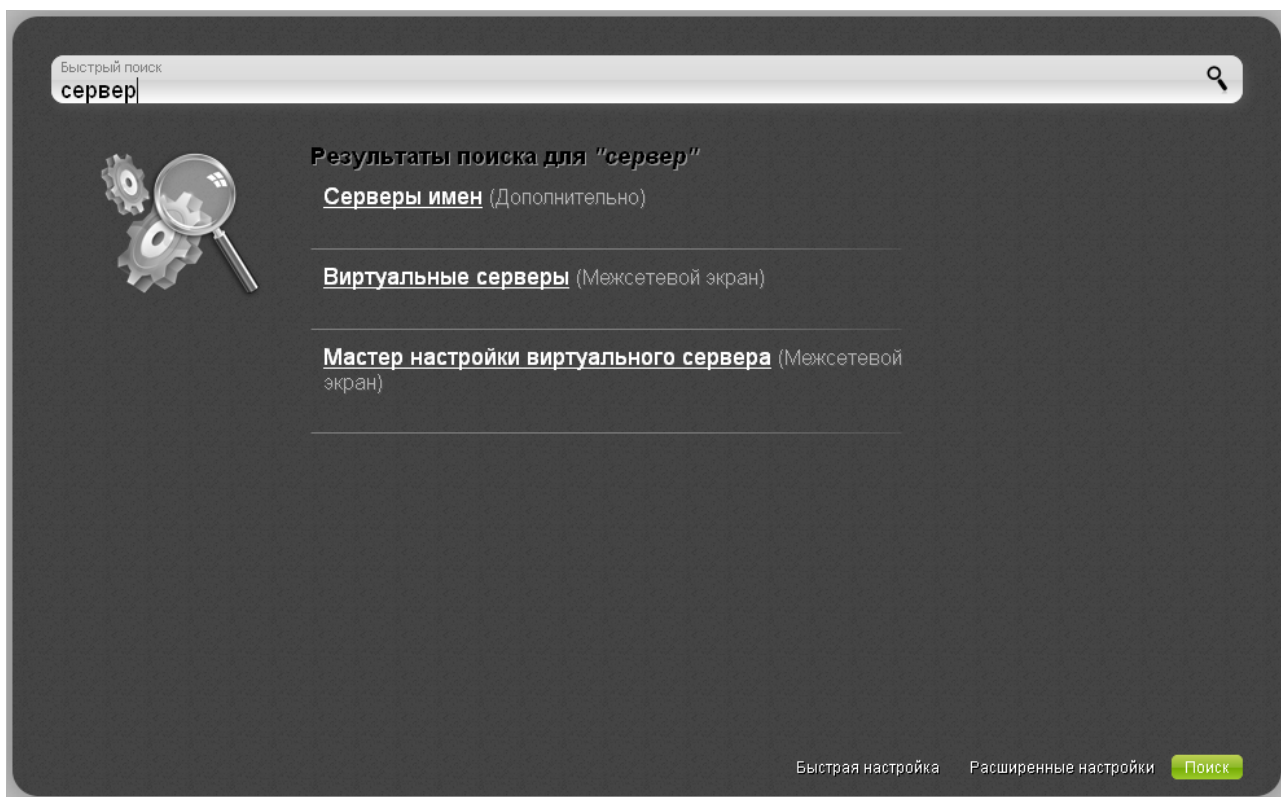 Быстрый поиск
сервер
Результаты поиска для "сервер"
Серверы имен (Дополнительно)
Виртуальные серверы (Межсетевой экран)
Мастер настройки виртуального сервера (Межсетевой
экран)
Быстрая настройка Расширенные настройки Поиск